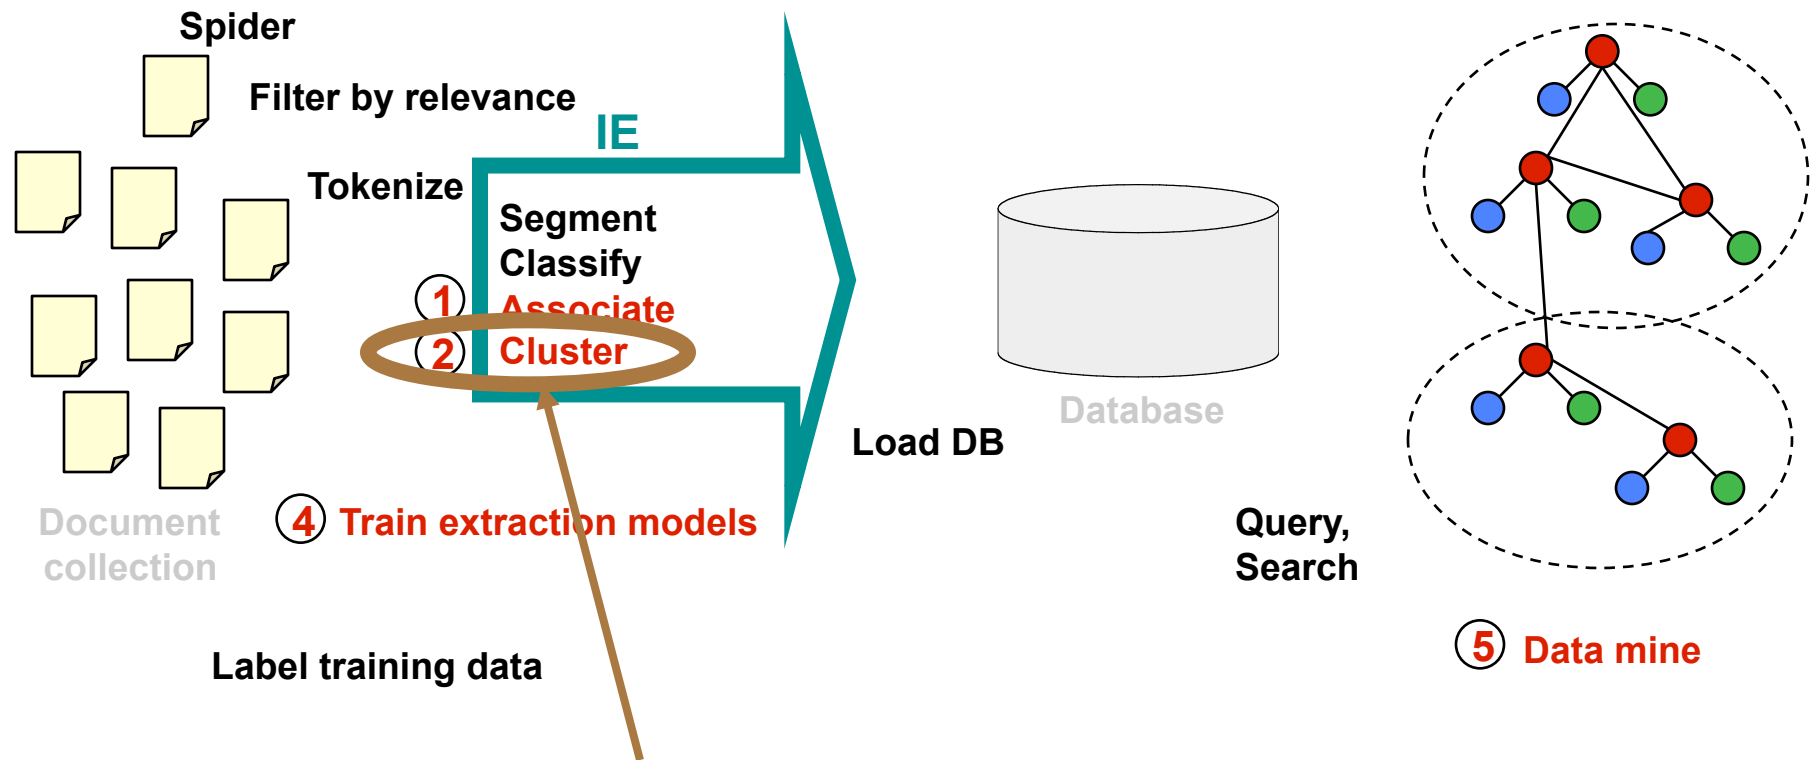 Spider
Filter by relevance
IE
Tokenize
Segment
Classify
1 Associate
2 Cluster
Database
Load DB
Document
collection
4 Train extraction models
Query,
Search
5 Data mine
Label training data